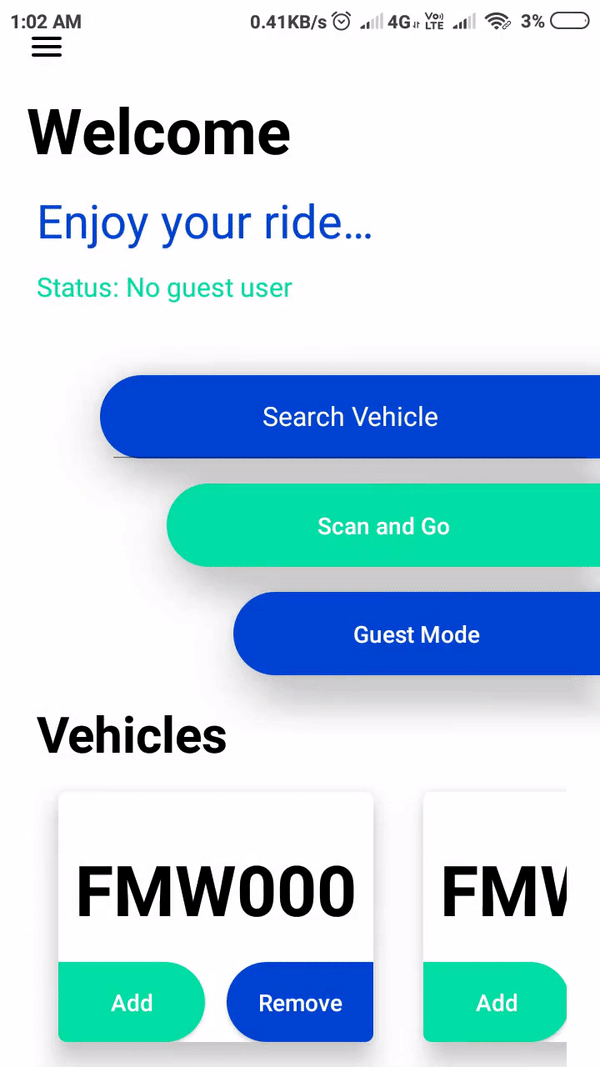 1:02 AM 0.41KB/s 4G Vo) LTE 3%
Welcome
Enjoy your ride...
Status: No guest user
Search Vehicle
Scan and Go
Guest Mode
Vehicles
FMW000 FMW
Add Remove Add